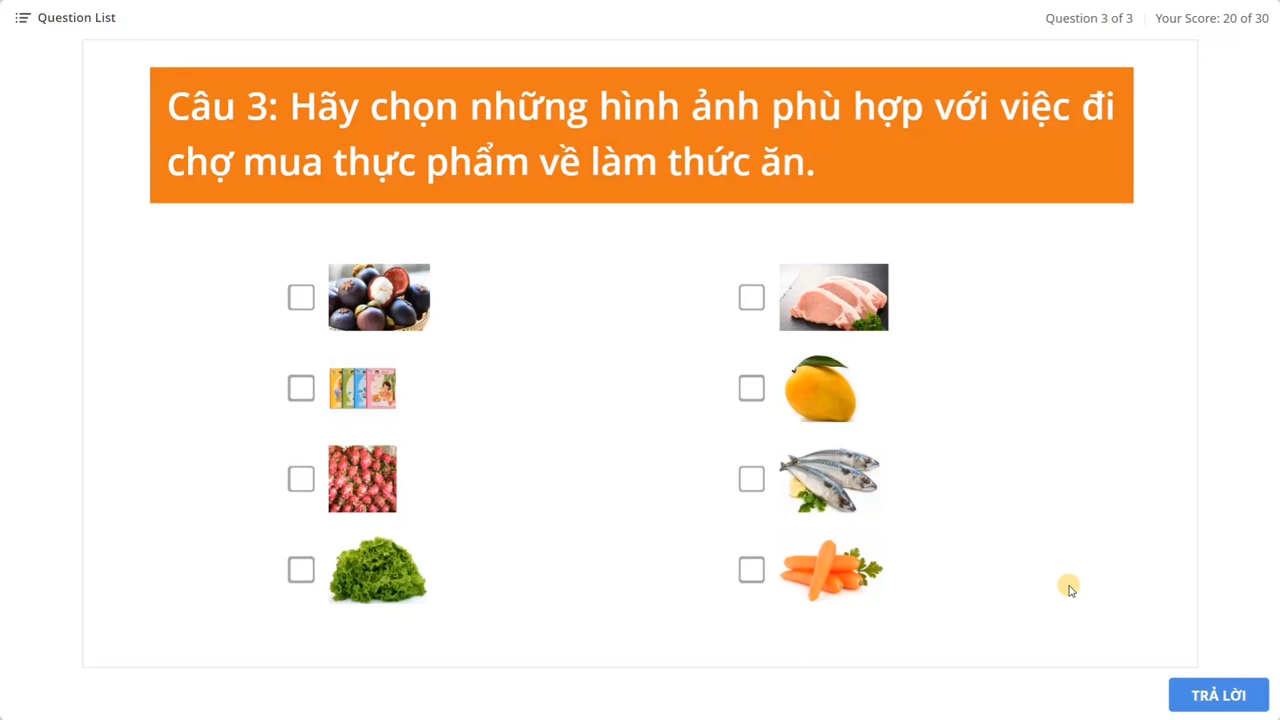 Question List
Question 3 of 3
Your Score: 20 of 30
Câu 3: Hãy chọn những hình ảnh phù hợp với việc đi
chợ mua thực phẩm về làm thức ăn.
TRẢ LỜI